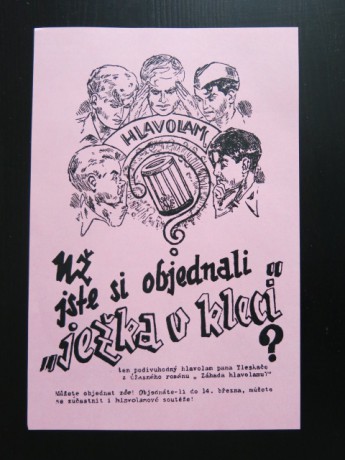 HLAVOLAM
Už
jste si objednali
„ježka v kleci"
?
ten podivuhodný hlavolam pana Tleskače
z úžasného románu „ Záhada hlavolamu?"
Můžete objednat zde! Objednáte-li do 14. března, můžete
se zúčastnit i hlavolamové soutěže!